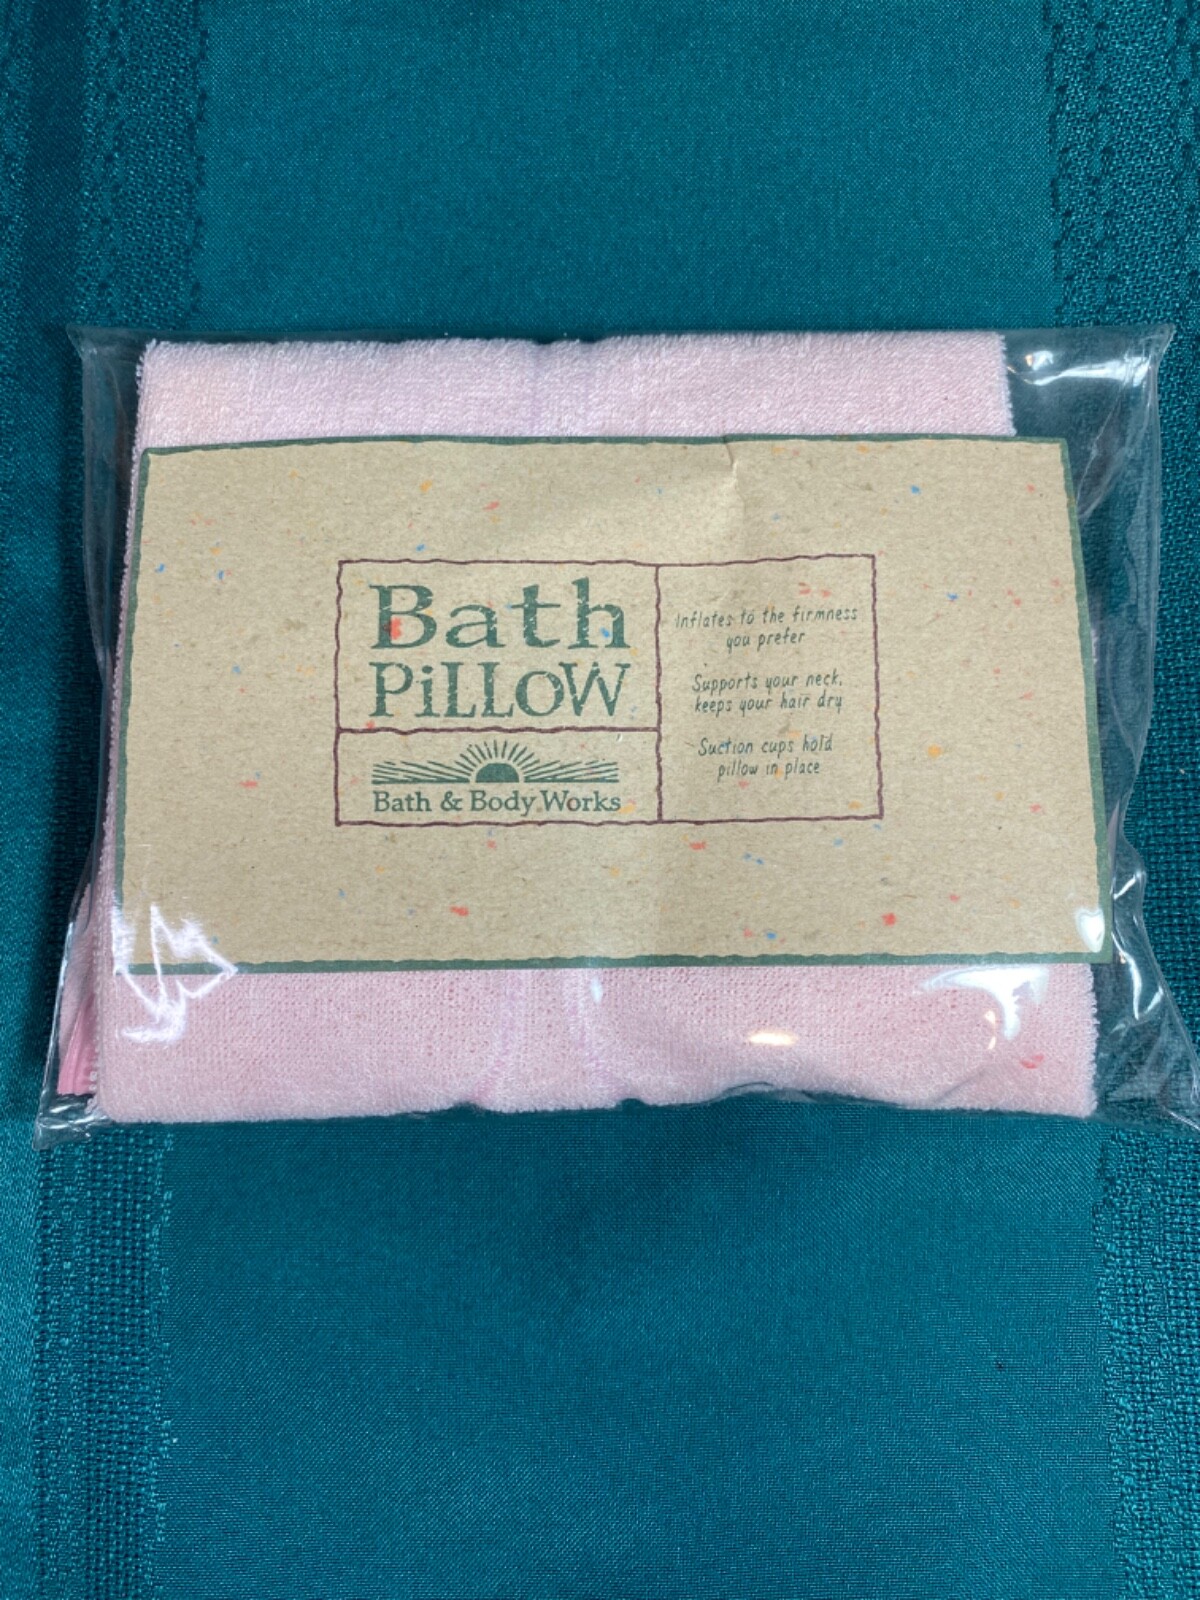 Bath
PiLLoW
Bath & Body Works
Inflates to the firmness
you prefer
Supports your neck,
keeps your hair dry
Suction cups hold
pillow in place